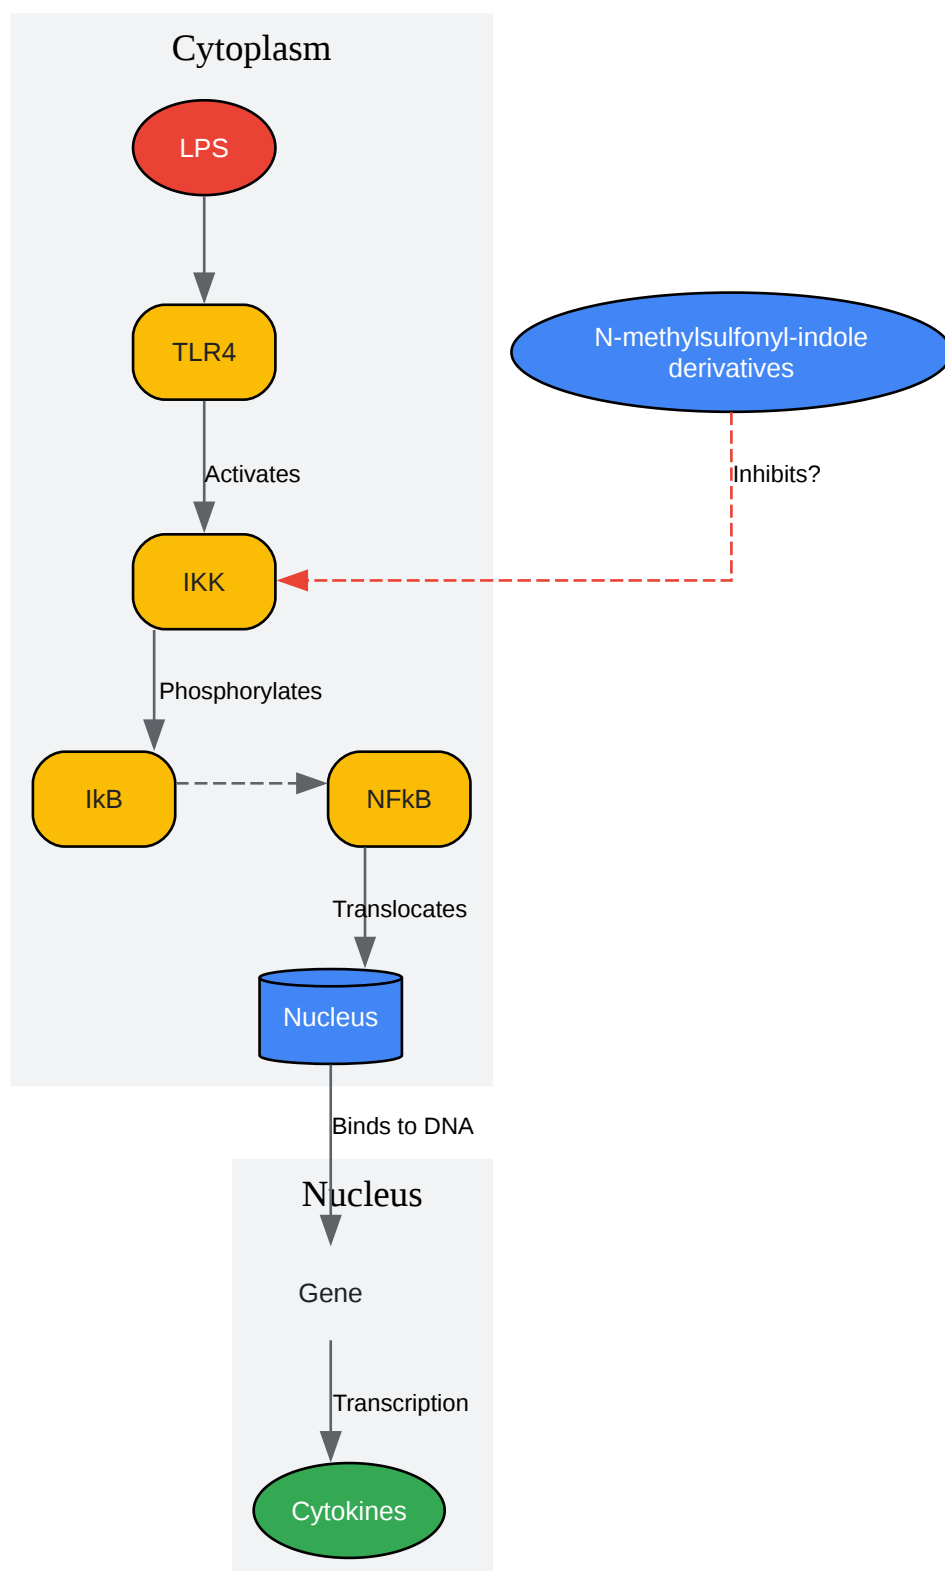 Cytoplasm
LPS
TLR4
N-methylsulfonyl-indole
derivatives
Activates
Inhibits?
IKK
Phosphorylates
IkB
NFkB
Translocates
Nucleus
Binds to DNA
Nucleus
Gene
Transcription
Cytokines